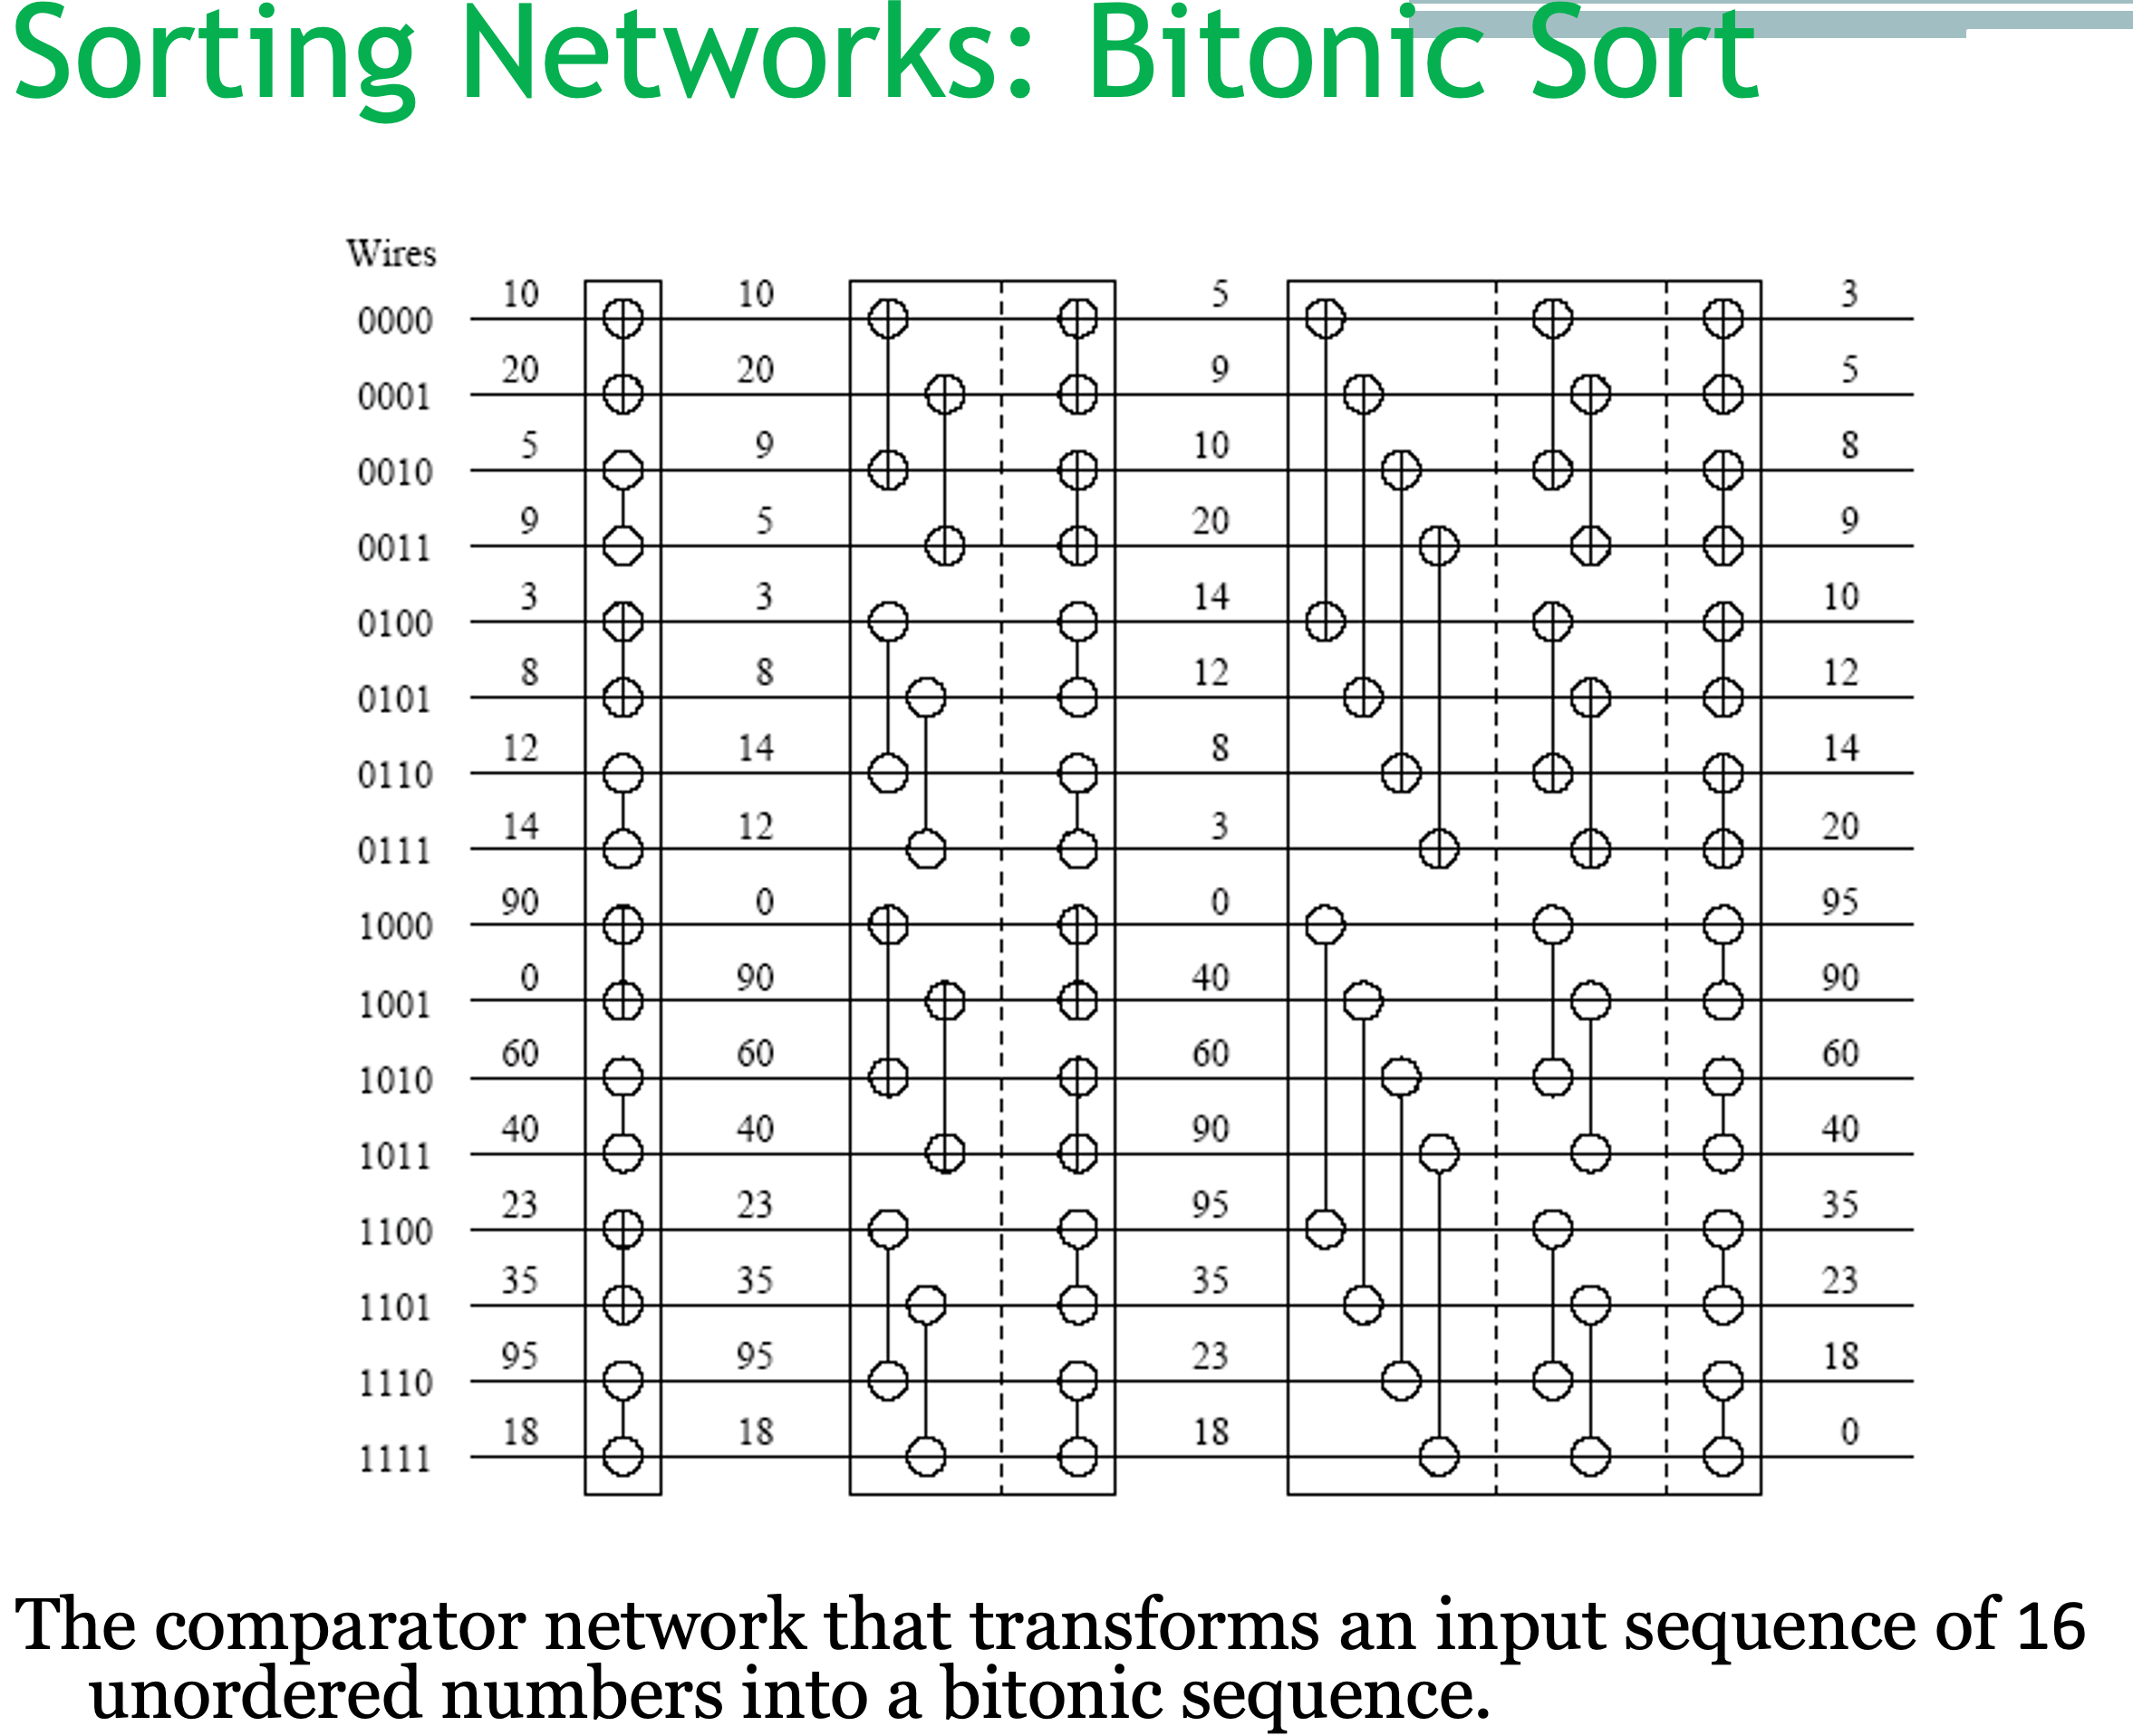 Sorting Networks: Bitonic Sort
Wires
0000 10 10 5 3
0001 20 20 9 5
0010 5 9 10 8
0011 9 5 20 9
0100 3 3 14 10
0101 8 8 12 12
0110 12 14 8 14
0111 14 12 3 20
1000 90 0 0 95
1001 0 90 40 90
1010 60 60 60 60
1011 40 40 90 40
1100 23 23 95 35
1101 35 35 35 23
1110 95 95 23 18
1111 18 18 18 0
The comparator network that transforms an input sequence of 16
unordered numbers into a bitonic sequence.